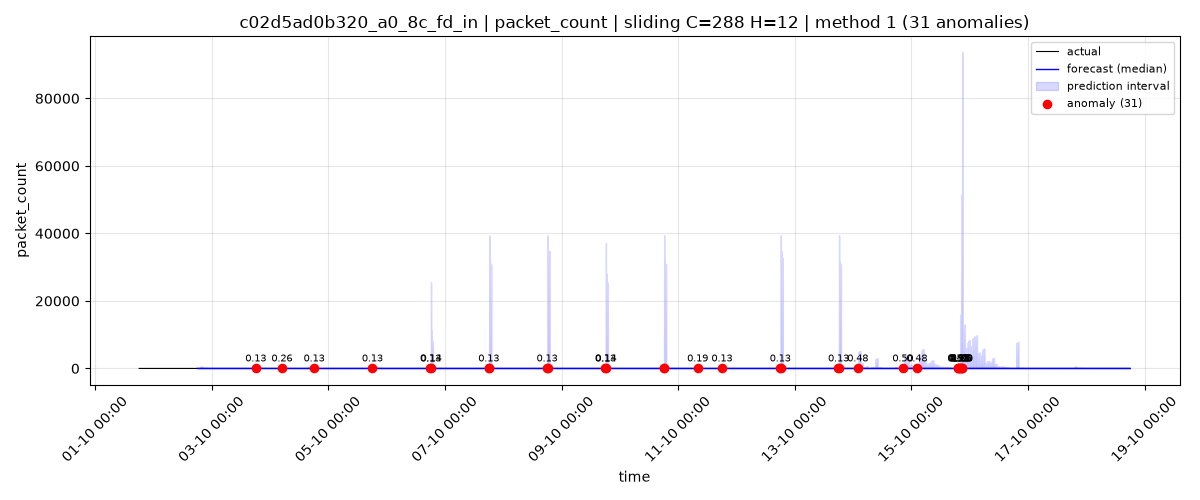 c02d5ad0b320_a0_8c_fd_in | packet_count | sliding C=288 H=12 | method 1 (31 anomalies)
actual
forecast (median)
prediction interval
anomaly (31)
packet_count
80000
60000
40000
20000
0
0.13 0.26 0.13 0.13 0.13 0.13 0.19 0.13 0.13 0.13 0.48 0.50 0.48
01-10 00:00 03-10 00:00 05-10 00:00 07-10 00:00 09-10 00:00 11-10 00:00 13-10 00:00 15-10 00:00 17-10 00:00 19-10 00:00
time